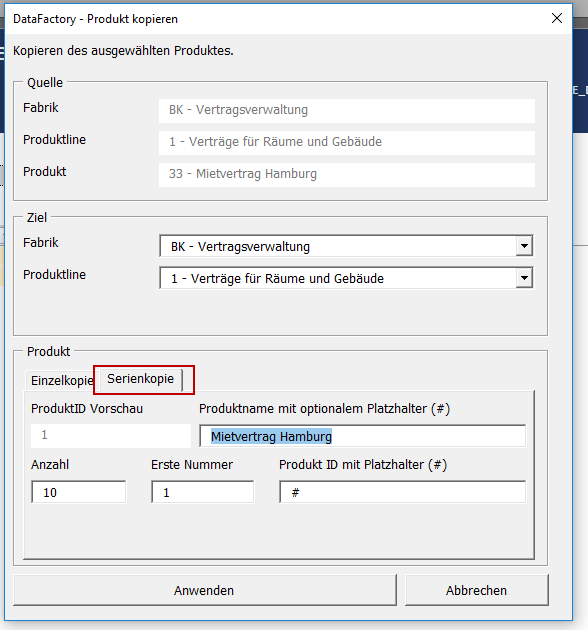 DataFactory - Produkt kopieren
Kopieren des ausgewählten Produktes.
Quelle
Fabrik BK - Vertragsverwaltung
Produktline 1 - Verträge für Räume und Gebäude
Produkt 33 - Mietvertrag Hamburg
Ziel
Fabrik BK - Vertragsverwaltung
Produktline 1 - Verträge für Räume und Gebäude
Produkt
Einzelkopie Serienkopie
ProduktID Vorschau Produktname mit optionalem Platzhalter (#)
1 Mietvertrag Hamburg
Anzahl Erste Nummer Produkt ID mit Platzhalter (#)
10 1 #
Anwenden Abbrechen